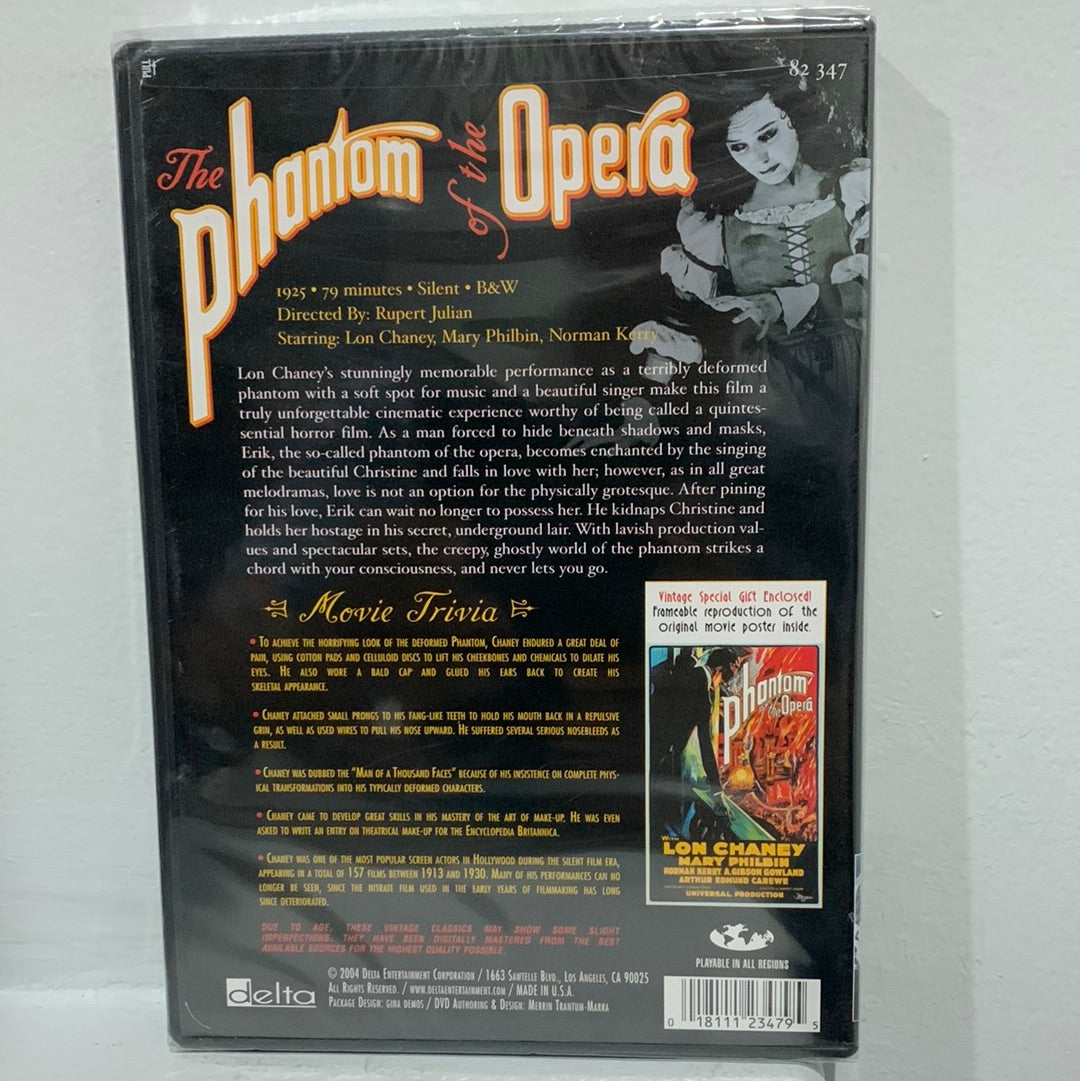 PULL
82 347
The Phantom of the Opera
1925 • 79 minutes • Silent • B&W
Directed By: Rupert Julian
Starring: Lon Chaney, Mary Philbin, Norman Kerry
Lon Chaney's stunningly memorable performance as a terribly deformed
phantom with a soft spot for music and a beautiful singer make this film a
truly unforgettable cinematic experience worthy of being called a quintes-
sential horror film. As a man forced to hide beneath shadows and masks,
Erik, the so-called phantom of the opera, becomes enchanted by the singing
of the beautiful Christine and falls in love with her; however, as in all great
melodramas, love is not an option for the physically grotesque. After pining
for his love, Erik can wait no longer to possess her. He kidnaps Christine and
holds her hostage in his secret, underground lair. With lavish production val-
ues and spectacular sets, the creepy, ghostly world of the phantom strikes a
chord with your consciousness, and never lets you go.
Movie Trivia
• TO ACHIEVE THE HORRIFYING LOOK OF THE DEFORMED PHANTOM, CHANEY ENDURED A GREAT DEAL OF
PAIN, USING COTTON PADS AND CELLULOID DISCS TO LIFT HIS CHEEKBONES AND CHEMICALS TO DILATE HIS
EYES. HE ALSO WORE A BALD CAP AND GLUED HIS EARS BACK TO CREATE HIS
SKELETAL APPEARANCE.
• CHANEY ATTACHED SMALL PRONGS TO HIS FANG-LIKE TEETH TO HOLD HIS MOUTH BACK IN A REPULSIVE
GRIN, AS WELL AS USED WIRES TO PULL HIS NOSE UPWARD. HE SUFFERED SEVERAL SERIOUS NOSEBLEEDS AS
A RESULT.
• CHANEY WAS DUBBED THE "MAN OF A THOUSAND FACES" BECAUSE OF HIS INSISTENCE ON COMPLETE PHYS-
ICAL TRANSFORMATIONS INTO HIS TYPICALLY DEFORMED CHARACTERS.
• CHANEY CAME TO DEVELOP GREAT SKILLS IN HIS MASTERY OF THE ART OF MAKE-UP. HE WAS EVEN
ASKED TO WRITE AN ENTRY ON THEATRICAL MAKE-UP FOR THE ENCYCLOPEDIA BRITANNICA.
• CHANEY WAS ONE OF THE MOST POPULAR SCREEN ACTORS IN HOLLYWOOD DURING THE SILENT FILM ERA,
APPEARING IN A TOTAL OF 157 FILMS BETWEEN 1913 AND 1930. MANY OF HIS PERFORMANCES CAN NO
LONGER BE SEEN, SINCE THE NITRATE FILM USED IN THE EARLY YEARS OF FILMMAKING HAS LONG
SINCE DETERIORATED.
DUE TO AGE, THESE VINTAGE CLASSICS MAY SHOW SOME SLIGHT
IMPERFECTIONS. THEY HAVE BEEN DIGITALLY MASTERED FROM THE BEST
AVAILABLE SOURCES FOR THE HIGHEST QUALITY POSSIBLE.
Vintage Special Gift Enclosed!
Frameable reproduction of the
original movie poster inside.
The Phantom
of the Opera
WITH
LON CHANEY
MARY PHILBIN
NORMAN KERRY A. GIBSON GOWLAND
ARTHUR EDMUND CAREWE
UNIVERSAL PRODUCTION
PLAYABLE IN ALL REGIONS
delta
© 2004 DELTA ENTERTAINMENT CORPORATION / 1663 SAWTELLE BLVD., LOS ANGELES, CA 90025
ALL RIGHTS RESERVED. / WWW.DELTAENTERTAINMENT.COM / MADE IN U.S.A.
PACKAGE DESIGN: GINA DEMOS / DVD AUTHORING & DESIGN: MERRIN TRANTUM-MARRA
0 18111 23479 5